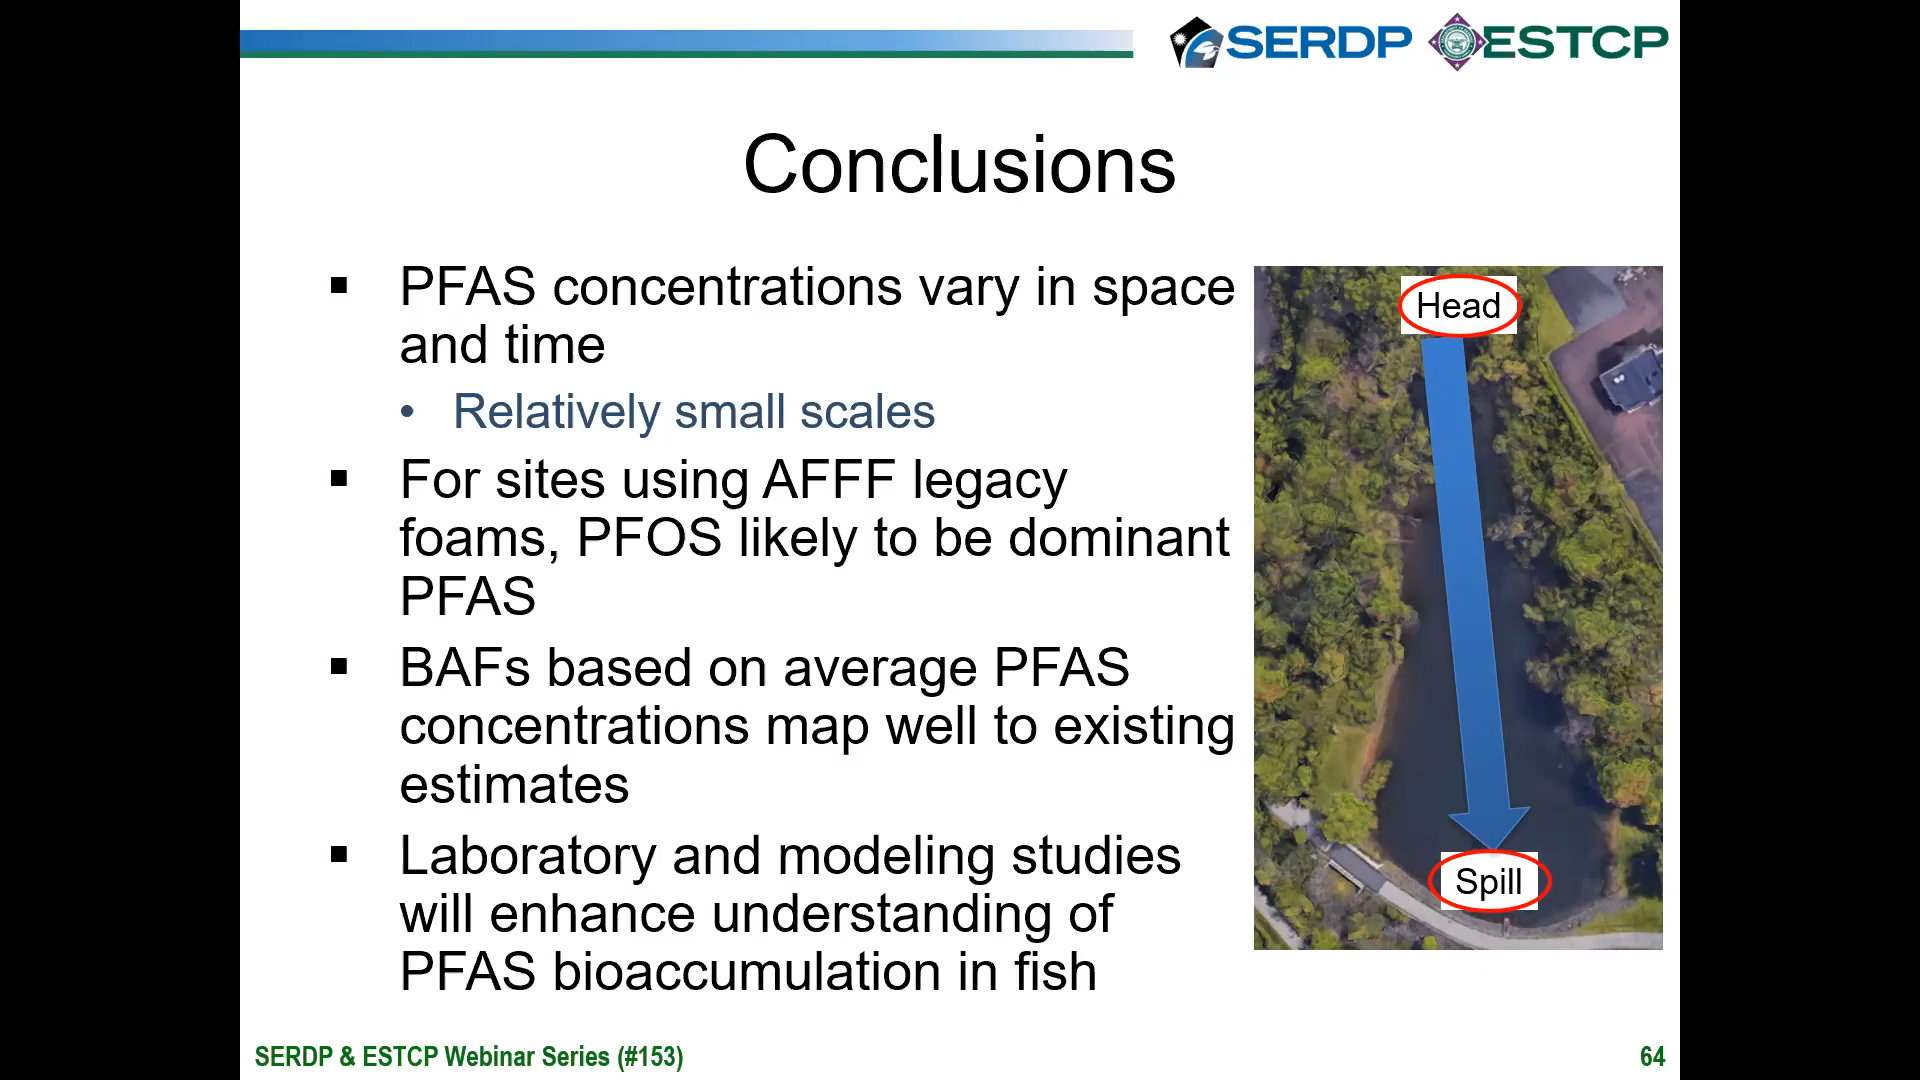 SERDP ESTCP
Conclusions
▪ PFAS concentrations vary in space
and time
• Relatively small scales
▪ For sites using AFFF legacy
foams, PFOS likely to be dominant
PFAS
▪ BAFs based on average PFAS
concentrations map well to existing
estimates
▪ Laboratory and modeling studies
will enhance understanding of
PFAS bioaccumulation in fish
Head
Spill
SERDP & ESTCP Webinar Series (#153)
64